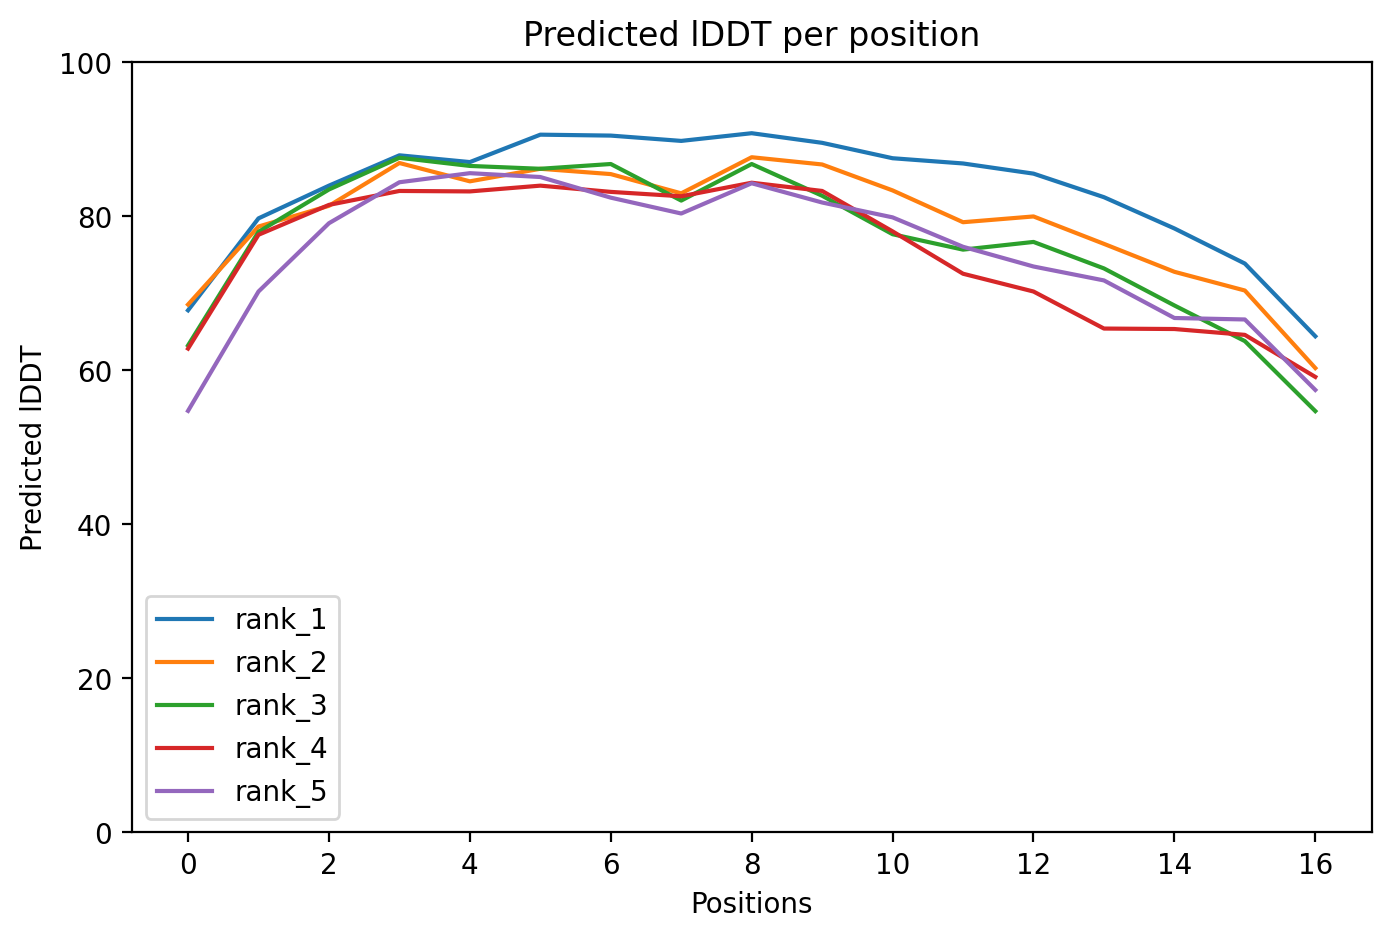 Predicted lDDT per position
100
80
60
40
20
0
Predicted lDDT
rank_1
rank_2
rank_3
rank_4
rank_5
0 2 4 6 8 10 12 14 16
Positions